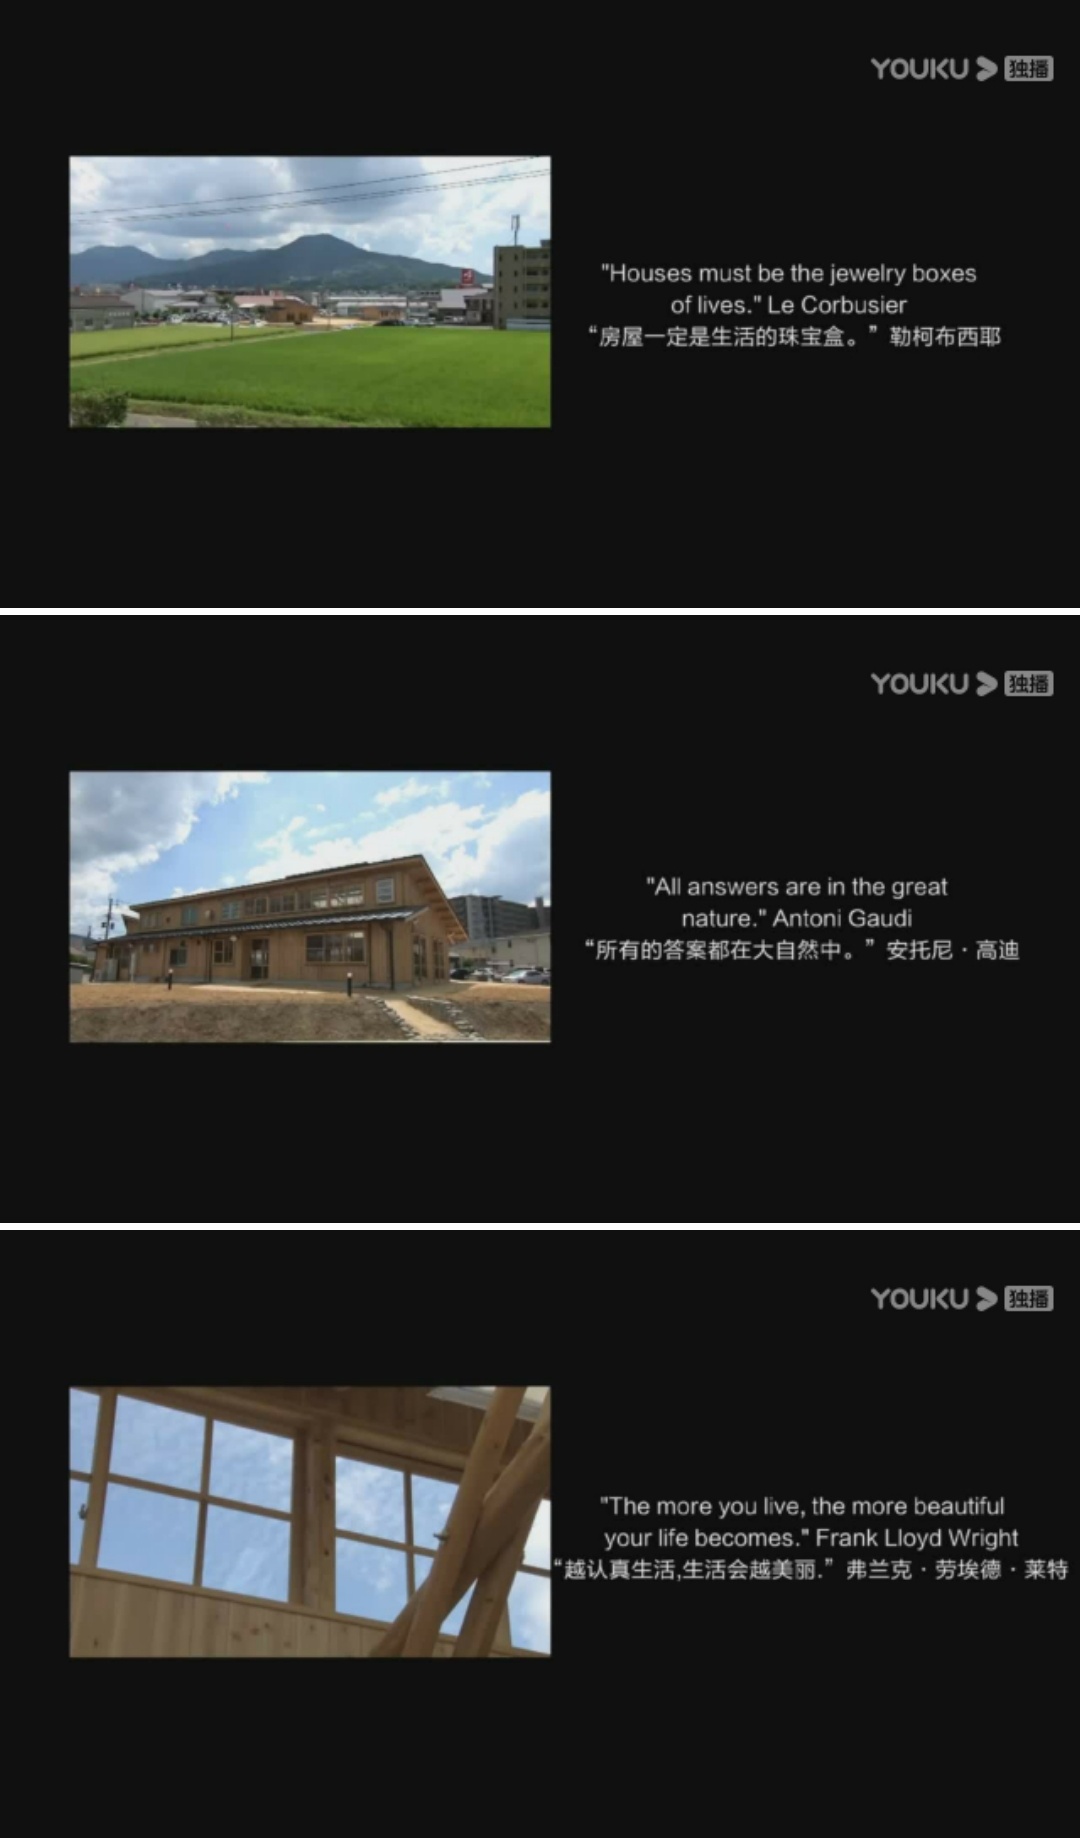 YOUKU 独播
"Houses must be the jewelry boxes
of lives." Le Corbusier
“房屋一定是生活的珠宝盒。”勒柯布西耶
YOUKU 独播
"All answers are in the great
nature." Antoni Gaudi
“所有的答案都在大自然中。”安托尼·高迪
YOUKU 独播
"The more you live, the more beautiful
your life becomes." Frank Lloyd Wright
“越认真生活,生活会越美丽.”弗兰克·劳埃德·莱特